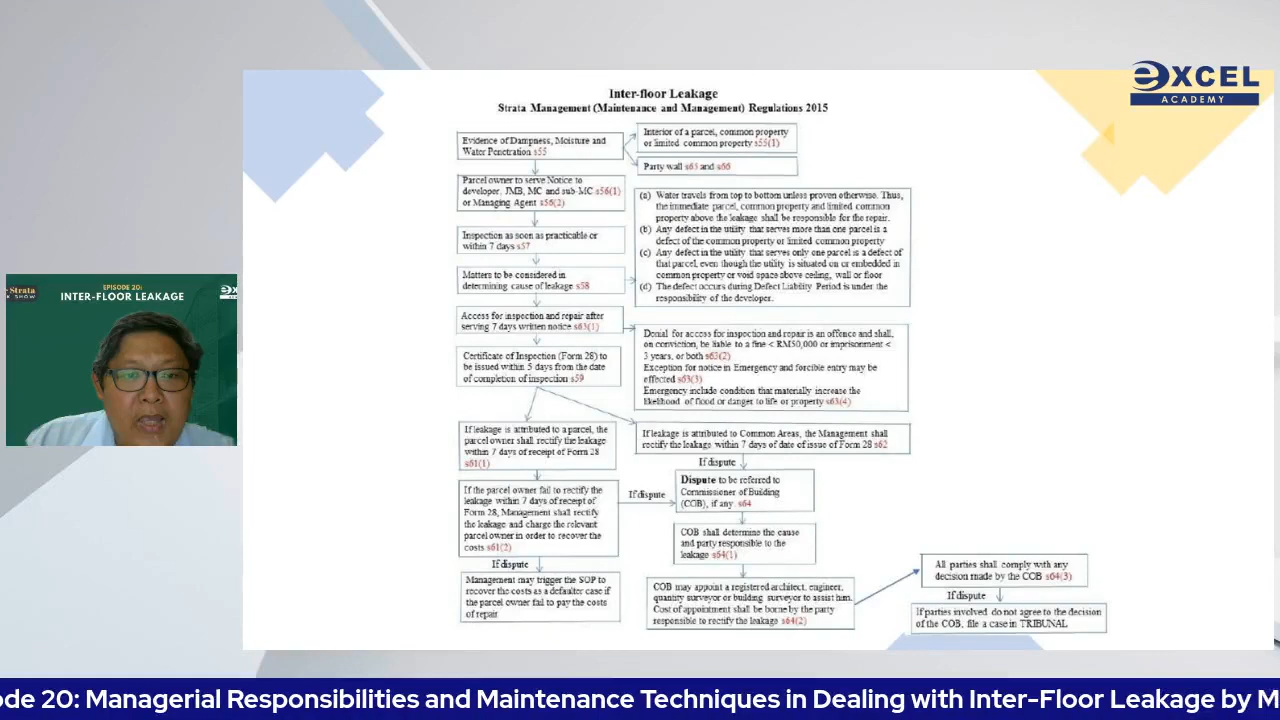 EXCEL
ACADEMY
Inter-floor Leakage
Strata Management (Maintenance and Management) Regulations 2015
Evidence of Dampness, Moisture and
Water Penetration s55
Interior of a parcel, common property
or limited common property s55(1)
Party wall s65 and s66
Parcel owner to serve Notice to
developer, JMB, MC and sub-MC s56(1)
or Managing Agent s56(2)
Inspection as soon as practicable or
within 7 days s57
Matters to be considered in
determining cause of leakage s58
(a) Water travels from top to bottom unless proven otherwise. Thus,
the immediate parcel, common property and limited common
property above the leakage shall be responsible for the repair.
(b) Any defect in the utility that serves more than one parcel is a
defect of the common property or limited common property
(c) Any defect in the utility that serves only one parcel is a defect of
that parcel, even though the utility is situated on or embedded in
common property or void space above ceiling, wall or floor
(d) The defect occurs during Defect Liability Period is under the
responsibility of the developer.
Access for inspection and repair after
serving 7 days written notice s63(1)
Denial for access for inspection and repair is an offence and shall,
on conviction, be liable to a fine < RM50,000 or imprisonment <
3 years, or both s63(2)
Exception for notice in Emergency and forcible entry may be
effected s63(3)
Emergency include condition that materially increase the
likelihood of flood or danger to life or property s63(4)
Certificate of Inspection (Form 28) to
be issued within 5 days from the date
of completion of inspection s59
If leakage is attributed to a parcel, the
parcel owner shall rectify the leakage
within 7 days of receipt of Form 28
s61(1)
If leakage is attributed to Common Areas, the Management shall
rectify the leakage within 7 days of date of issue of Form 28 s62
If dispute
If the parcel owner fail to rectify the
leakage within 7 days of receipt of
Form 28, Management shall rectify
the leakage and charge the relevant
parcel owner in order to recover the
costs s61(2)
If dispute
Dispute to be referred to
Commissioner of Building
(COB), if any s64
COB shall determine the cause
and party responsible to the
leakage s64(1)
If dispute
Management may trigger the SOP to
recover the costs as a defaulter case if
the parcel owner fail to pay the costs
of repair
COB may appoint a registered architect, engineer,
quantity surveyor or building surveyor to assist him.
Cost of appointment shall be borne by the party
responsible to rectify the leakage s64(2)
All parties shall comply with any
decision made by the COB s64(3)
If dispute
If parties involved do not agree to the decision
of the COB, file a case in TRIBUNAL
Strata
K SHOW
EPISODE 20:
INTER-FLOOR LEAKAGE
ode 20: Managerial Responsibilities and Maintenance Techniques in Dealing with Inter-Floor Leakage by M